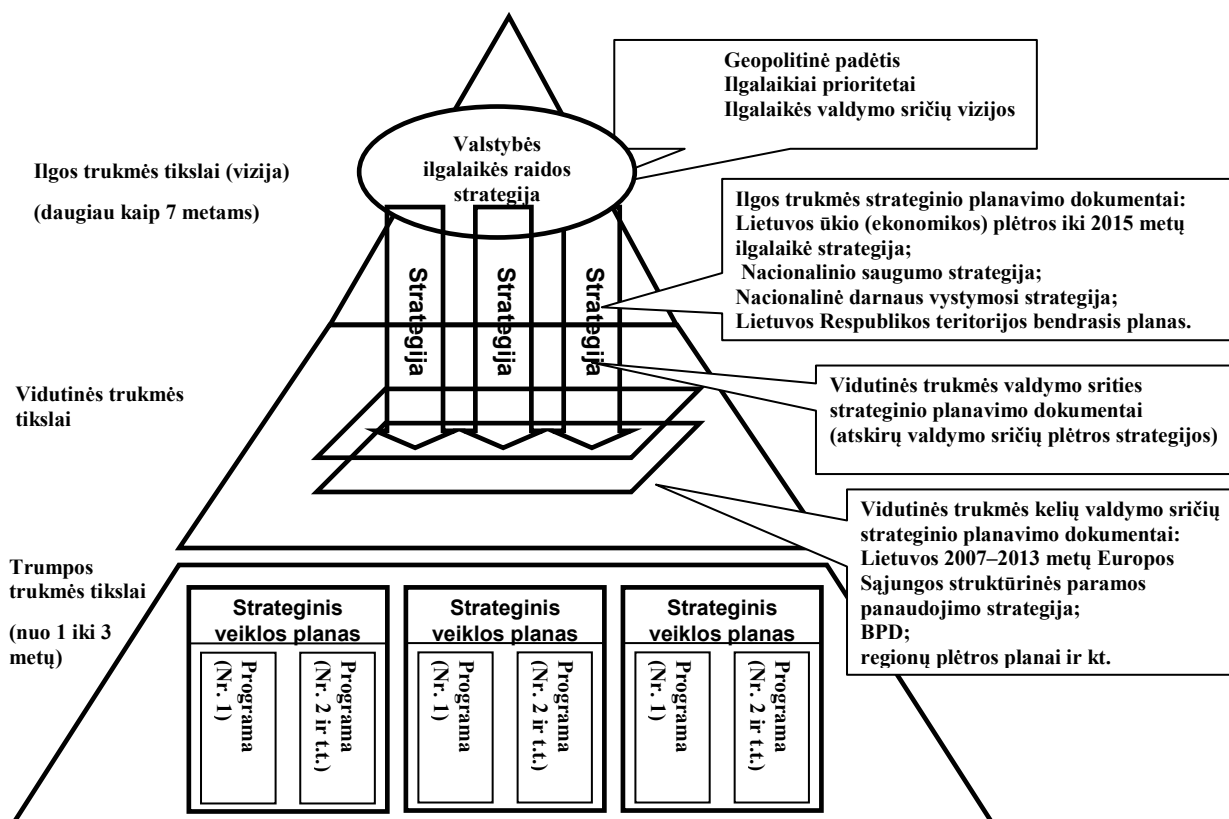 Geopolitinė padėtis
Ilgalaikiai prioritetai
Ilgalaikės valdymo sričių vizijos
Valstybės
ilgalaikės raidos
strategija
Ilgos trukmės tikslai (vizija)
(daugiau kaip 7 metams)
Ilgos trukmės strateginio planavimo dokumentai:
Lietuvos ūkio (ekonomikos) plėtros iki 2015 metų
ilgalaikė strategija;
Nacionalinio saugumo strategija;
Nacionalinė darnaus vystymosi strategija;
Lietuvos Respublikos teritorijos bendrasis planas.
Strategija
Strategija
Strategija
Vidutinės trukmės
tikslai
Vidutinės trukmės valdymo srities
strateginio planavimo dokumentai
(atskirų valdymo sričių plėtros strategijos)
Vidutinės trukmės kelių valdymo sričių
strateginio planavimo dokumentai:
Lietuvos 2007–2013 metų Europos
Sąjungos struktūrinės paramos
panaudojimo strategija;
BPD;
regionų plėtros planai ir kt.
Trumpos
trukmės tikslai
(nuo 1 iki 3
metų)
Strateginis
veiklos planas
Programa
(Nr. 1)
Programa
(Nr. 2 ir t.t.)
Strateginis
veiklos planas
Programa
(Nr. 1)
Programa
(Nr. 2 ir t.t.)
Strateginis
veiklos planas
Programa
(Nr. 1)
Programa
(Nr. 2 ir t.t.)